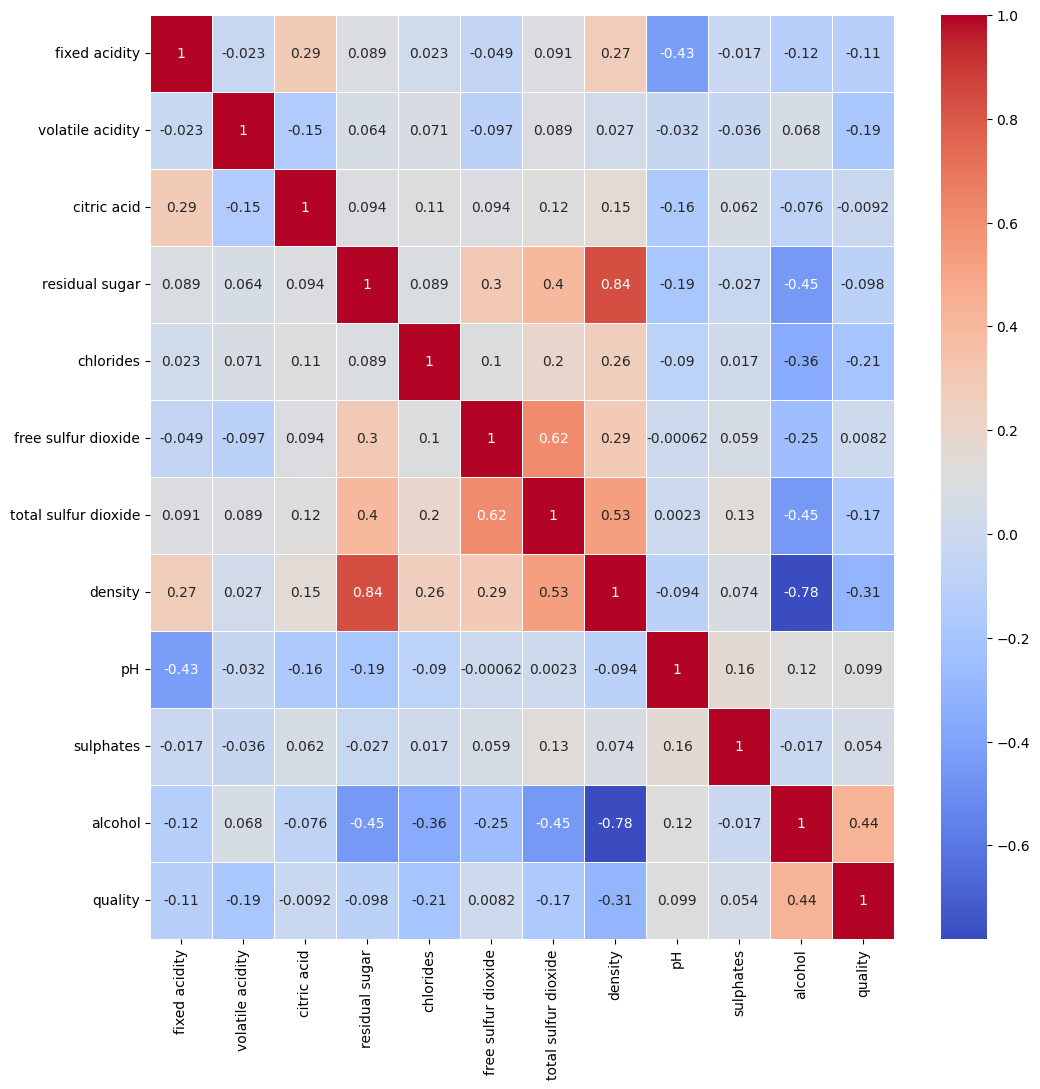 fixed acidity 1 -0.023 0.29 0.089 0.023 -0.049 0.091 0.27 -0.43 -0.017 -0.12 -0.11
volatile acidity -0.023 1 -0.15 0.064 0.071 -0.097 0.089 0.027 -0.032 -0.036 0.068 -0.19
citric acid 0.29 -0.15 1 0.094 0.11 0.094 0.12 0.15 -0.16 0.062 -0.076 -0.0092
residual sugar 0.089 0.064 0.094 1 0.089 0.3 0.4 0.84 -0.19 -0.027 -0.45 -0.098
chlorides 0.023 0.071 0.11 0.089 1 0.1 0.2 0.26 -0.09 0.017 -0.36 -0.21
free sulfur dioxide -0.049 -0.097 0.094 0.3 0.1 1 0.62 0.29 -0.00062 0.059 -0.25 0.0082
total sulfur dioxide 0.091 0.089 0.12 0.4 0.2 0.62 1 0.53 0.0023 0.13 -0.45 -0.17
density 0.27 0.027 0.15 0.84 0.26 0.29 0.53 1 -0.094 0.074 -0.78 -0.31
pH -0.43 -0.032 -0.16 -0.19 -0.09 -0.00062 0.0023 -0.094 1 0.16 0.12 0.099
sulphates -0.017 -0.036 0.062 -0.027 0.017 0.059 0.13 0.074 0.16 1 -0.017 0.054
alcohol -0.12 0.068 -0.076 -0.45 -0.36 -0.25 -0.45 -0.78 0.12 -0.017 1 0.44
quality -0.11 -0.19 -0.0092 -0.098 -0.21 0.0082 -0.17 -0.31 0.099 0.054 0.44 1
fixed acidity
volatile acidity
citric acid
residual sugar
chlorides
free sulfur dioxide
total sulfur dioxide
density
pH
sulphates
alcohol
quality
1.0
0.8
0.6
0.4
0.2
0.0
−0.2
−0.4
−0.6